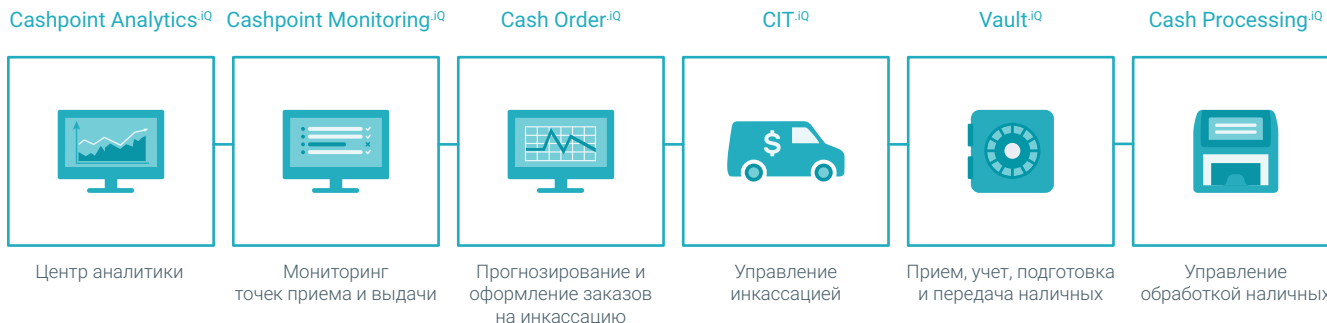 Cashpoint Analytics.iQ
Cashpoint Monitoring.iQ
Cash Order.iQ
CIT.iQ
Vault.iQ
Cash Processing.iQ
$
Центр аналитики
Мониторинг
точек приема и выдачи
Прогнозирование и
оформление заказов
на инкассацию
Управление
инкассацией
Прием, учет, подготовка
и передача наличных
Управление
обработкой наличных